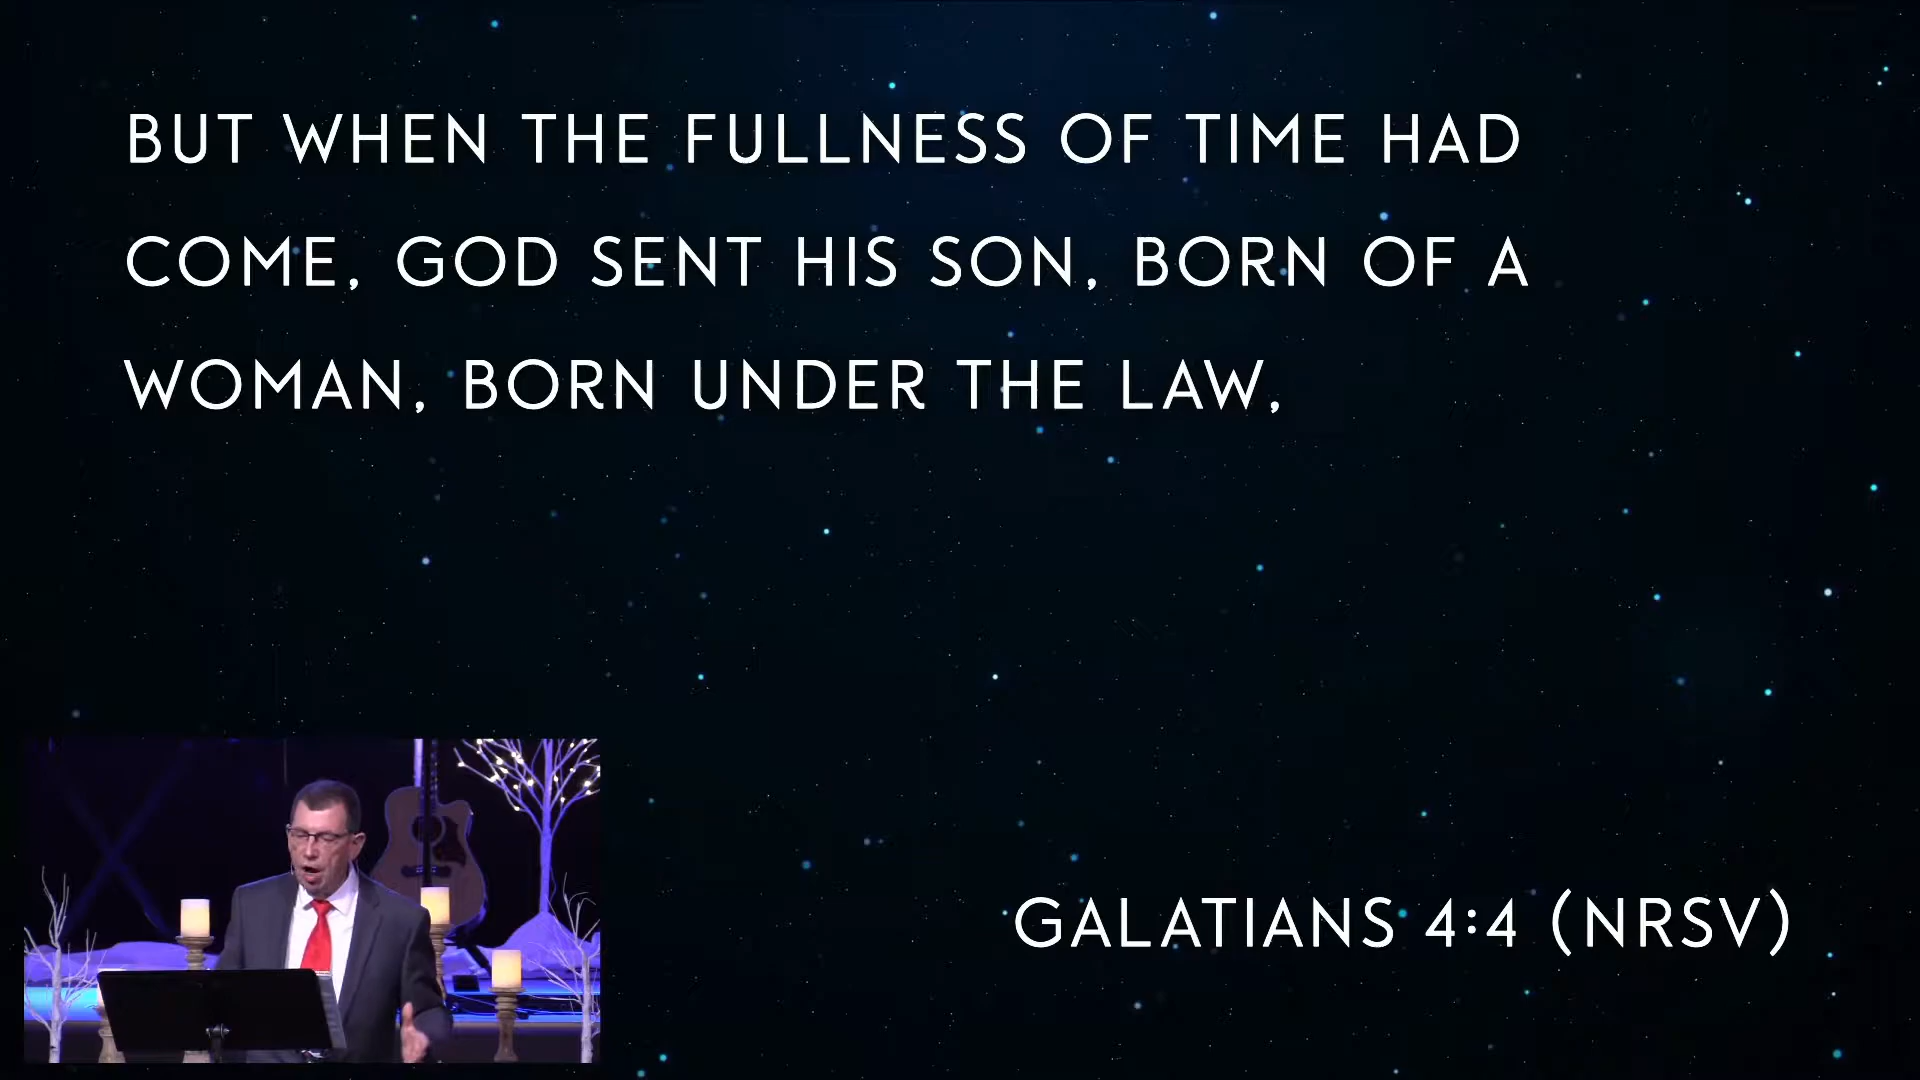 BUT WHEN THE FULLNESS OF TIME HAD
COME, GOD SENT HIS SON, BORN OF A
WOMAN, BORN UNDER THE LAW,
GALATIANS 4:4 (NRSV)